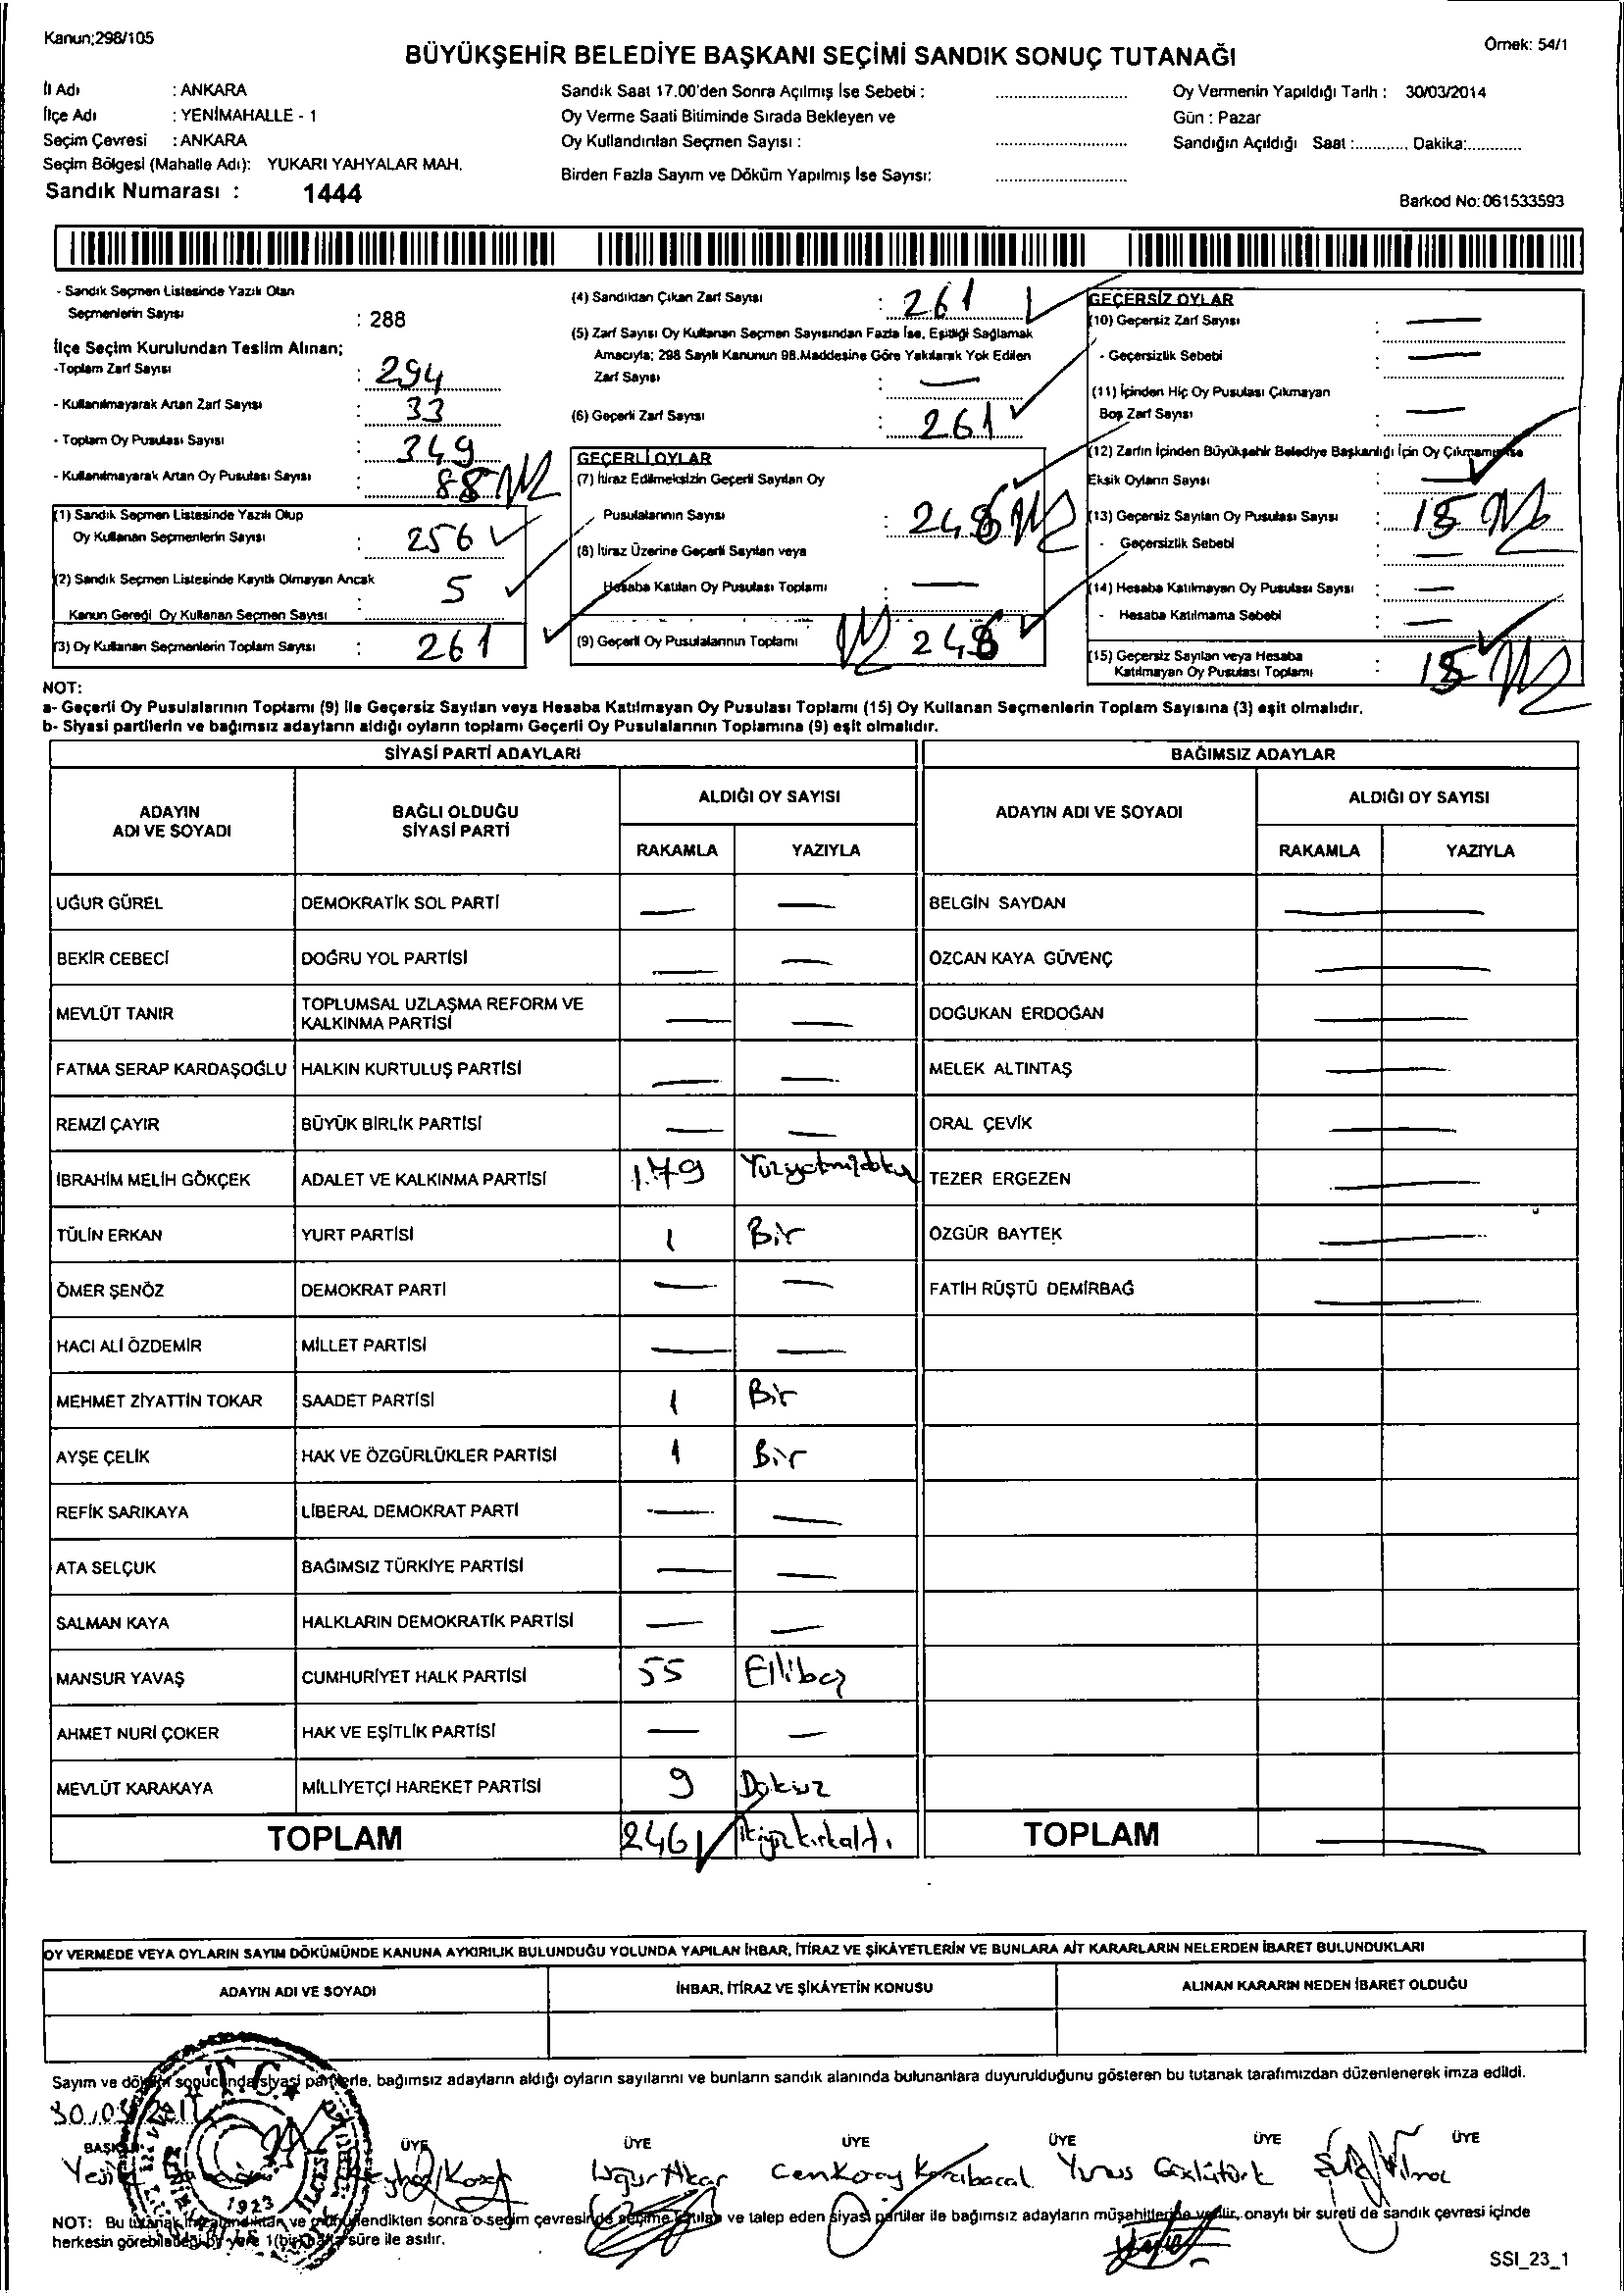 Kanun;298/105
Örnek: 54/1
BÜYÜKŞEHİR BELEDİYE BAŞKANI SEÇİMİ SANDIK SONUÇ TUTANAĞI
İl Adı : ANKARA
İlçe Adı : YENİMAHALLE - 1
Seçim Çevresi : ANKARA
Seçim Bölgesi (Mahalle Adı): YUKARI YAHYALAR MAH.
Sandık Numarası : 1444
Sandık Saat 17.00'den Sonra Açılmış İse Sebebi :
Oy Verme Saati Bitiminde Sırada Bekleyen ve
Oy Kullandırılan Seçmen Sayısı :
Birden Fazla Sayım ve Döküm Yapılmış İse Sayısı:
Oy Vermenin Yapıldığı Tarih : 30/03/2014
Gün : Pazar
Sandığın Açıldığı Saat :............ Dakika:............
Barkod No:061533593
- Sandık Seçmen Listesinde Yazılı Olan
Seçmenlerin Sayısı : 288
İlçe Seçim Kurulundan Teslim Alınan;
-Toplam Zarf Sayısı : 294
- Kullanılmayarak Artan Zarf Sayısı : 33
- Toplam Oy Pusulası Sayısı : 349
- Kullanılmayarak Artan Oy Pusulası Sayısı : 88
(1) Sandık Seçmen Listesinde Yazılı Olup
Oy Kullanan Seçmenlerin Sayısı : 256
(2) Sandık Seçmen Listesinde Kayıtlı Olmayan Ancak
Kanun Gereği Oy Kullanan Seçmen Sayısı : 5
(3) Oy Kullanan Seçmenlerin Toplam Sayısı : 261
(4) Sandıktan Çıkan Zarf Sayısı : 261
(5) Zarf Sayısı Oy Kullanan Seçmen Sayısından Fazla İse, Eşitliği Sağlamak
Amacıyla; 298 Sayılı Kanunun 98.Maddesine Göre Yakılarak Yok Edilen
Zarf Sayısı : —
(6) Geçerli Zarf Sayısı : 261
GEÇERLİ OYLAR
(7) İtiraz Edilmeksizin Geçerli Sayılan Oy
Pusulalarının Sayısı :
(8) İtiraz Üzerine Geçerli Sayılan veya
Hesaba Katılan Oy Pusulası Toplamı : —
(9) Geçerli Oy Pusulalarının Toplamı :
GEÇERSİZ OYLAR
(10) Geçersiz Zarf Sayısı : —
- Geçersizlik Sebebi : —
(11) İçinden Hiç Oy Pusulası Çıkmayan
Boş Zarf Sayısı : —
(12) Zarfın İçinden Büyükşehir Belediye Başkanlığı İçin Oy Çıkmamış ise
Eksik Oyların Sayısı : —
(13) Geçersiz Sayılan Oy Pusulası Sayısı :
- Geçersizlik Sebebi : —
(14) Hesaba Katılmayan Oy Pusulası Sayısı : —
- Hesaba Katılmama Sebebi : —
(15) Geçersiz Sayılan veya Hesaba
Katılmayan Oy Pusulası Toplamı :
NOT:
a- Geçerli Oy Pusulalarının Toplamı (9) İle Geçersiz Sayılan veya Hesaba Katılmayan Oy Pusulası Toplamı (15) Oy Kullanan Seçmenlerin Toplam Sayısına (3) eşit olmalıdır.
b- Siyasi partilerin ve bağımsız adayların aldığı oyların toplamı Geçerli Oy Pusulalarının Toplamına (9) eşit olmalıdır.
SİYASİ PARTİ ADAYLARI
BAĞIMSIZ ADAYLAR
ADAYIN ADI VE SOYADI
BAĞLI OLDUĞU SİYASİ PARTİ
ALDIĞI OY SAYISI
RAKAMLA YAZIYLA
ADAYIN ADI VE SOYADI
ALDIĞI OY SAYISI
RAKAMLA YAZIYLA
UĞUR GÜREL DEMOKRATİK SOL PARTİ — — BELGİN SAYDAN —
BEKİR CEBECİ DOĞRU YOL PARTİSİ — — ÖZCAN KAYA GÜVENÇ —
MEVLÜT TANIR TOPLUMSAL UZLAŞMA REFORM VE KALKINMA PARTİSİ — — DOĞUKAN ERDOĞAN —
FATMA SERAP KARDAŞOĞLU HALKIN KURTULUŞ PARTİSİ — — MELEK ALTINTAŞ —
REMZİ ÇAYIR BÜYÜK BİRLİK PARTİSİ — — ORAL ÇEVİK —
İBRAHİM MELİH GÖKÇEK ADALET VE KALKINMA PARTİSİ 179 Yüzyetmişdokuz TEZER ERGEZEN —
TÜLİN ERKAN YURT PARTİSİ 1 Bir ÖZGÜR BAYTEK —
ÖMER ŞENÖZ DEMOKRAT PARTİ — — FATİH RÜŞTÜ DEMİRBAĞ —
HACI ALİ ÖZDEMİR MİLLET PARTİSİ — —
MEHMET ZİYATTİN TOKAR SAADET PARTİSİ 1 Bir
AYŞE ÇELİK HAK VE ÖZGÜRLÜKLER PARTİSİ 1 Bir
REFİK SARIKAYA LİBERAL DEMOKRAT PARTİ — —
ATA SELÇUK BAĞIMSIZ TÜRKİYE PARTİSİ — —
SALMAN KAYA HALKLARIN DEMOKRATİK PARTİSİ — —
MANSUR YAVAŞ CUMHURİYET HALK PARTİSİ 55 Ellibeş
AHMET NURİ ÇOKER HAK VE EŞİTLİK PARTİSİ — —
MEVLÜT KARAKAYA MİLLİYETÇİ HAREKET PARTİSİ 9 Dokuz
TOPLAM 246 ikiyüzkırkaltı TOPLAM —
OY VERMEDE VEYA OYLARIN SAYIM DÖKÜMÜNDE KANUNA AYKIRILIK BULUNDUĞU YOLUNDA YAPILAN İHBAR, İTİRAZ VE ŞİKÂYETLERİN VE BUNLARA AİT KARARLARIN NELERDEN İBARET BULUNDUKLARI
ADAYIN ADI VE SOYADI İHBAR, İTİRAZ VE ŞİKÂYETİN KONUSU ALINAN KARARIN NEDEN İBARET OLDUĞU
Sayım ve döküm sonucunda siyasi partilerle, bağımsız adayların aldığı oyların sayılarını ve bunların sandık alanında bulunanlara duyurulduğunu gösteren bu tutanak tarafımızdan düzenlenerek imza edildi.
T.C.
1923
BAŞKAN ÜYE ÜYE ÜYE ÜYE ÜYE ÜYE
Uğur Akar Cenkoray Karabacal Yunus
NOT: Bu tutanak imzalandıktan ve mühürlendikten sonra o seçim çevresinde seçime katılan ve talep eden siyasi partiler ile bağımsız adayların müşahitlerine verilir, onaylı bir sureti de sandık çevresi içinde
herkesin görebileceği bir yere 1(bir) hafta süre ile asılır.
SSI_23_1